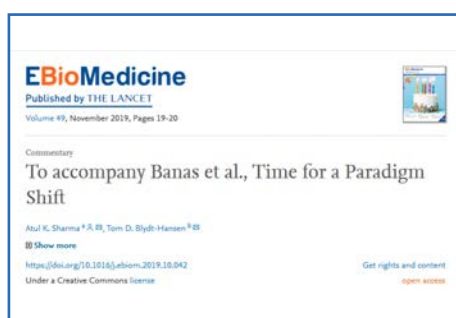 EBioMedicine
Published by THE LANCET
Volume 49, November 2019, Pages 19-20
Commentary
To accompany Banas et al., Time for a Paradigm
Shift
Atul K. Sharma a, Tom D. Blydt-Hansen b
Show more
https://doi.org/10.1016/j.ebiom.2019.10.042
Get rights and content
Under a Creative Commons license
open access